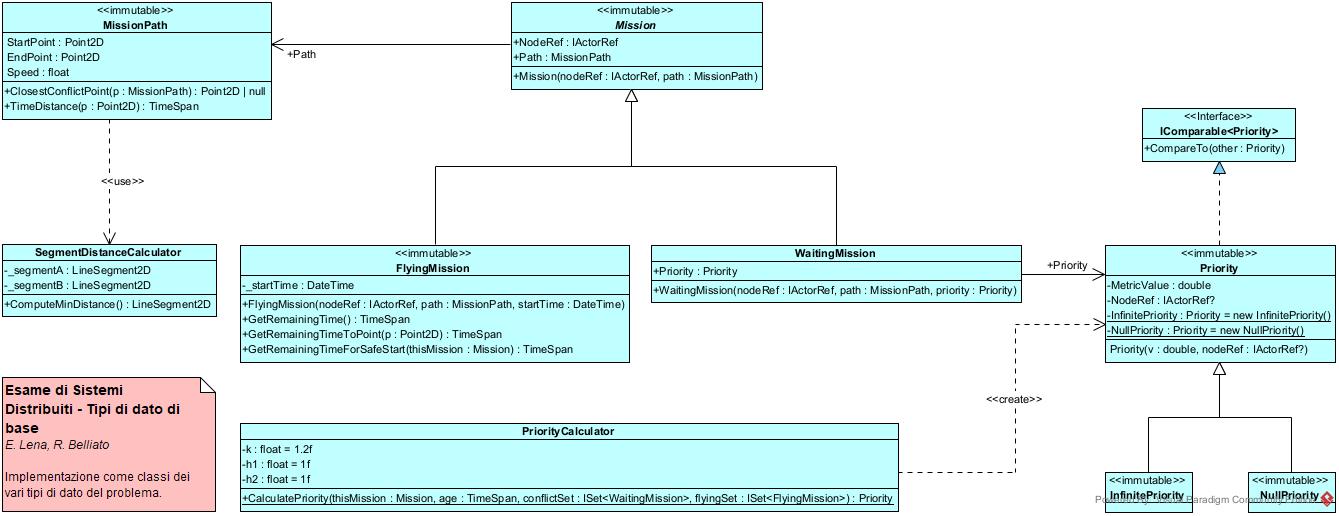 <<immutable>>
MissionPath
StartPoint : Point2D
EndPoint : Point2D
Speed : float
+ClosestConflictPoint(p : MissionPath) : Point2D | null
+TimeDistance(p : Point2D) : TimeSpan
+Path
<<immutable>>
Mission
+NodeRef : IActorRef
+Path : MissionPath
+Mission(nodeRef : IActorRef, path : MissionPath)
<<Interface>>
IComparable<Priority>
+CompareTo(other : Priority)
<<use>>
SegmentDistanceCalculator
-_segmentA : LineSegment2D
-_segmentB : LineSegment2D
+ComputeMinDistance() : LineSegment2D
<<immutable>>
FlyingMission
-_startTime : DateTime
+FlyingMission(nodeRef : IActorRef, path : MissionPath, startTime : DateTime)
+GetRemainingTime() : TimeSpan
+GetRemainingTimeToPoint(p : Point2D) : TimeSpan
+GetRemainingTimeForSafeStart(thisMission : Mission) : TimeSpan
WaitingMission
+Priority : Priority
+WaitingMission(nodeRef : IActorRef, path : MissionPath, priority : Priority)
+Priority
<<immutable>>
Priority
-MetricValue : double
-NodeRef : IActorRef?
-InfinitePriority : Priority = new InfinitePriority()
-NullPriority : Priority = new NullPriority()
Priority(v : double, nodeRef : IActorRef?)
<<create>>
Esame di Sistemi
Distribuiti - Tipi di dato di
base
E. Lena, R. Belliato
Implementazione come classi dei
vari tipi di dato del problema.
PriorityCalculator
-k : float = 1.2f
-h1 : float = 1f
-h2 : float = 1f
+CalculatePriority(thisMission : Mission, age : TimeSpan, conflictSet : ISet<WaitingMission>, flyingSet : ISet<FlyingMission>) : Priority
<<immutable>>
InfinitePriority
<<immutable>>
NullPriority
Paradigm Community